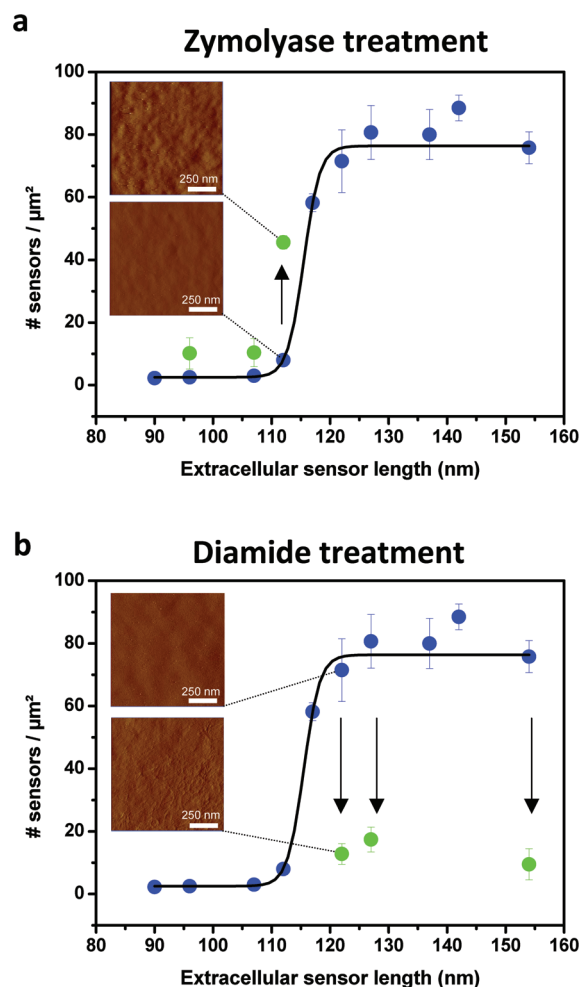 a
Zymolyase treatment
100
80
60
40
20
0
250 nm
250 nm
# sensors / µm²
80 90 100 110 120 130 140 150 160
Extracellular sensor length (nm)
b
Diamide treatment
100
80
60
40
20
0
250 nm
250 nm
# sensors / µm²
80 90 100 110 120 130 140 150 160
Extracellular sensor length (nm)